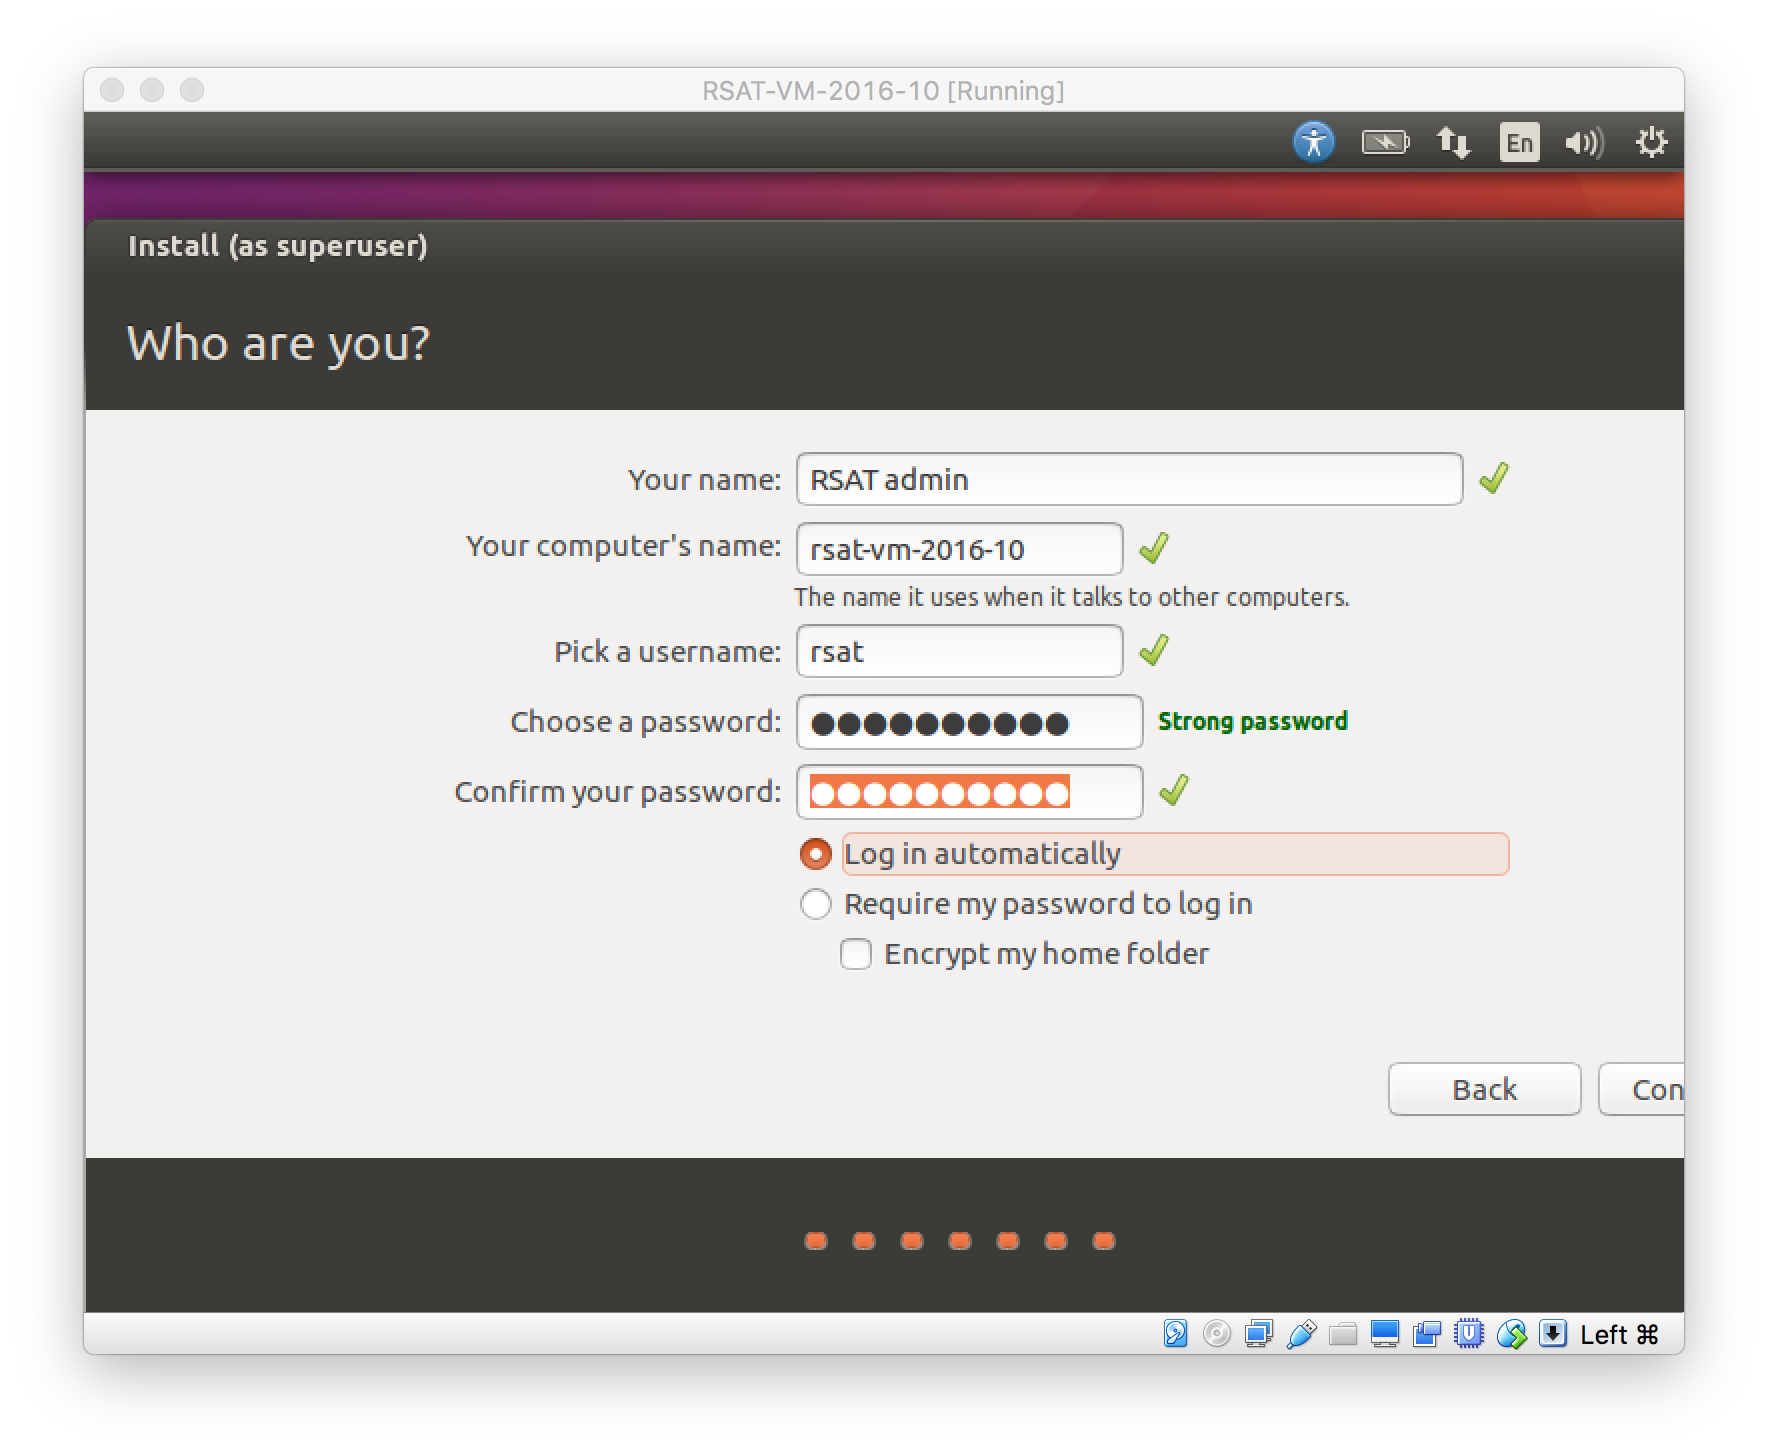 RSAT-VM-2016-10 [Running]
En
Install (as superuser)
Who are you?
Your name: RSAT admin
Your computer's name: rsat-vm-2016-10
The name it uses when it talks to other computers.
Pick a username: rsat
Choose a password: ●●●●●●●●●● Strong password
Confirm your password: ●●●●●●●●●●
Log in automatically
Require my password to log in
Encrypt my home folder
Back Con
Left ⌘